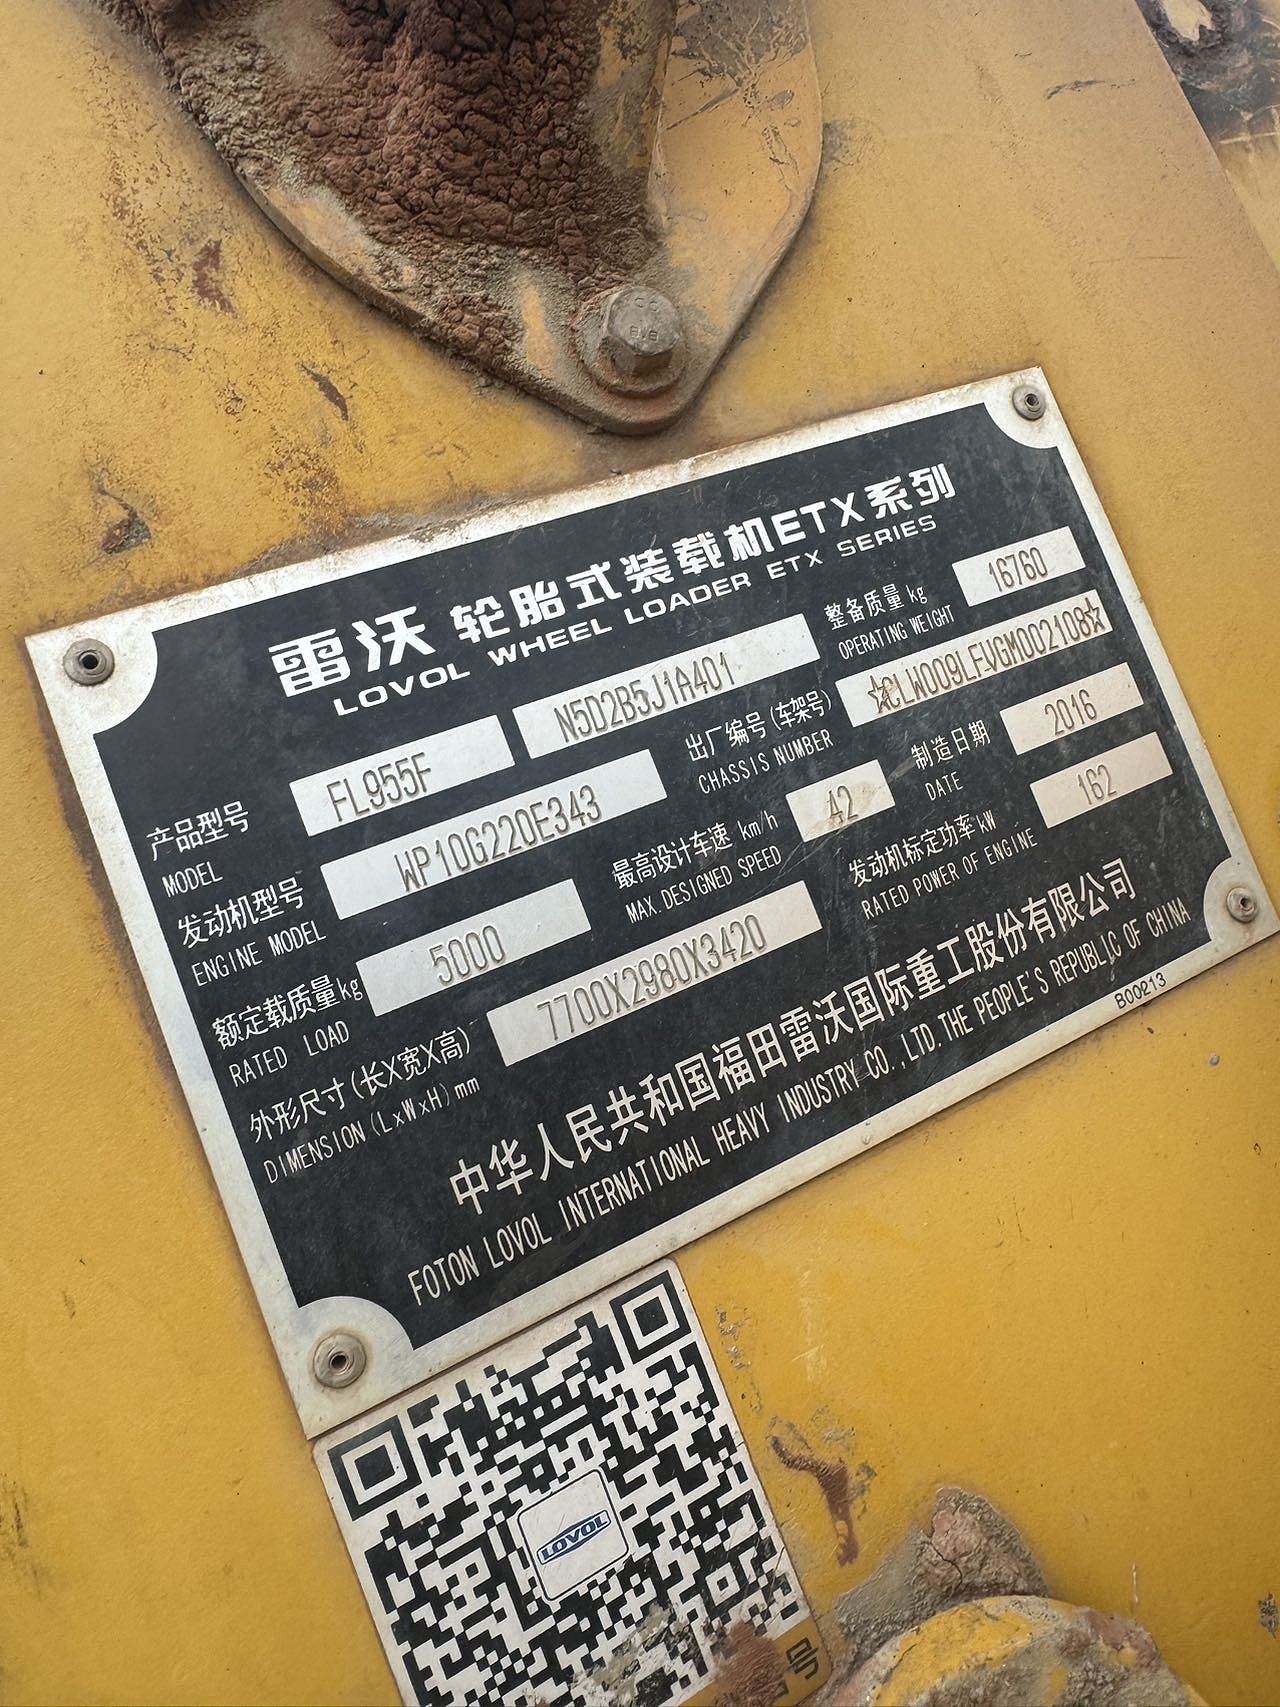 8.8
雷沃 轮胎式装载机ETX系列
LOVOL WHEEL LOADER ETX SERIES
产品型号 FL955F N5D2B5J1A401 整备质量 kg 16760
MODEL OPERATING WEIGHT
发动机型号 WP10G220E343 出厂编号(车架号) ☆CLW009LFVGM002108☆
ENGINE MODEL CHASSIS NUMBER
额定载质量kg 5000 最高设计车速 km/h 42 制造日期 2016
RATED LOAD MAX. DESIGNED SPEED DATE
外形尺寸(长X宽X高) 7700X2980X3420 发动机标定功率kW 162
DIMENSION(LxWxH)mm RATED POWER OF ENGINE
中华人民共和国福田雷沃国际重工股份有限公司
FOTON LOVOL INTERNATIONAL HEAVY INDUSTRY CO.,LTD.THE PEOPLE'S REPUBLIC OF CHINA
B00213
LOVOL
号